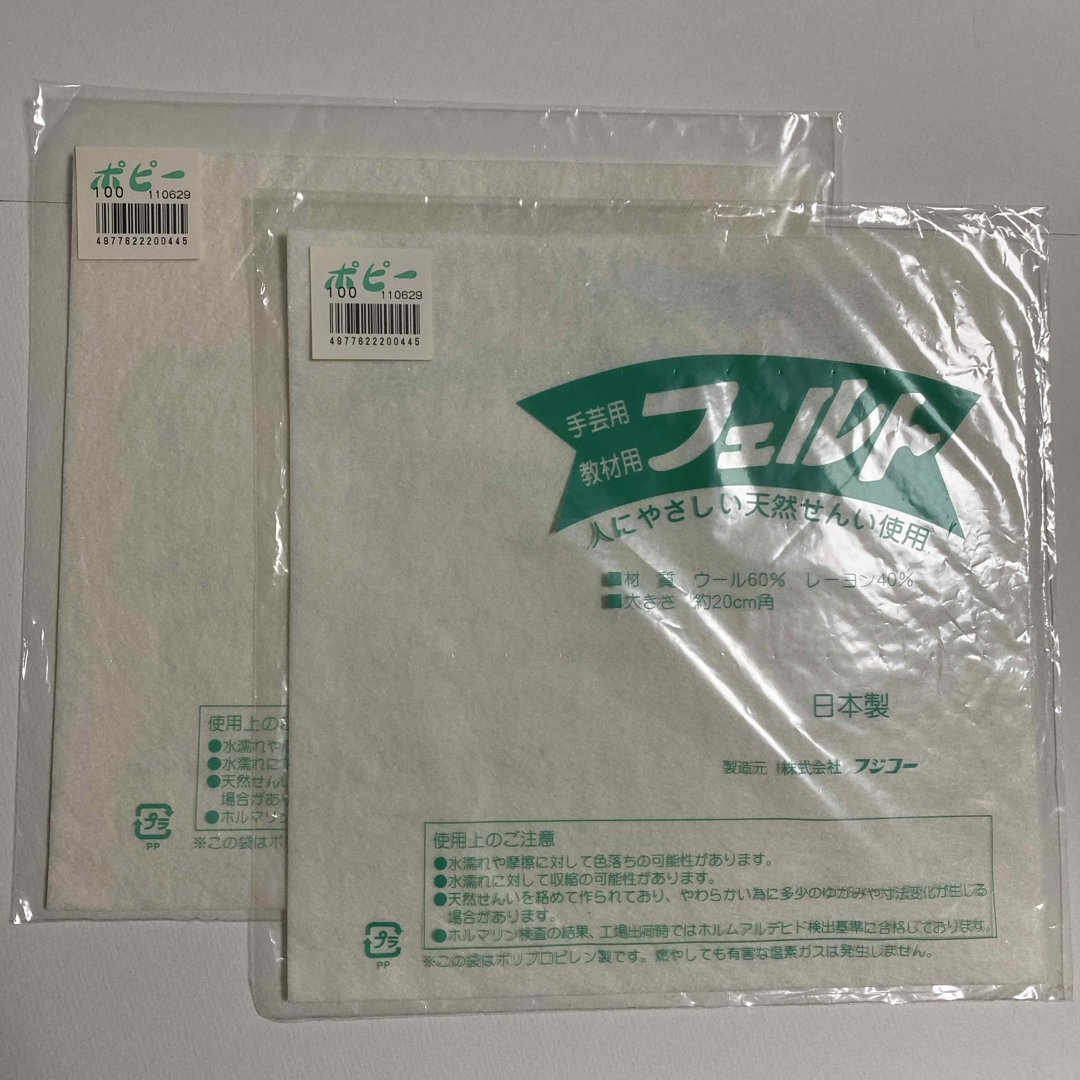 ポピー
100 110629
4977622200445
使用上のご
●水濡れや
●水濡れに
●天然せんい
場合があ
●ホルマリン
プラ
PP
※この袋はポ
ポピー
100 110629
4977622200445
手芸用
教材用
フェルト
人にやさしい天然せんい使用
■材 質 ウール60% レーヨン40%
■大きさ 約20cm角
日本製
製造元 株式会社 フジコー
使用上のご注意
●水濡れや摩擦に対して色落ちの可能性があります。
●水濡れに対して収縮の可能性があります。
●天然せんいを絡めて作られており、やわらかい為に多少のゆがみや寸法変化が生じる
場合があります。
●ホルマリン検査の結果、工場出荷時ではホルムアルデヒド検出基準に合格しております。
プラ
PP
※この袋はポリプロピレン製です。燃やしても有害な塩素ガスは発生しません。